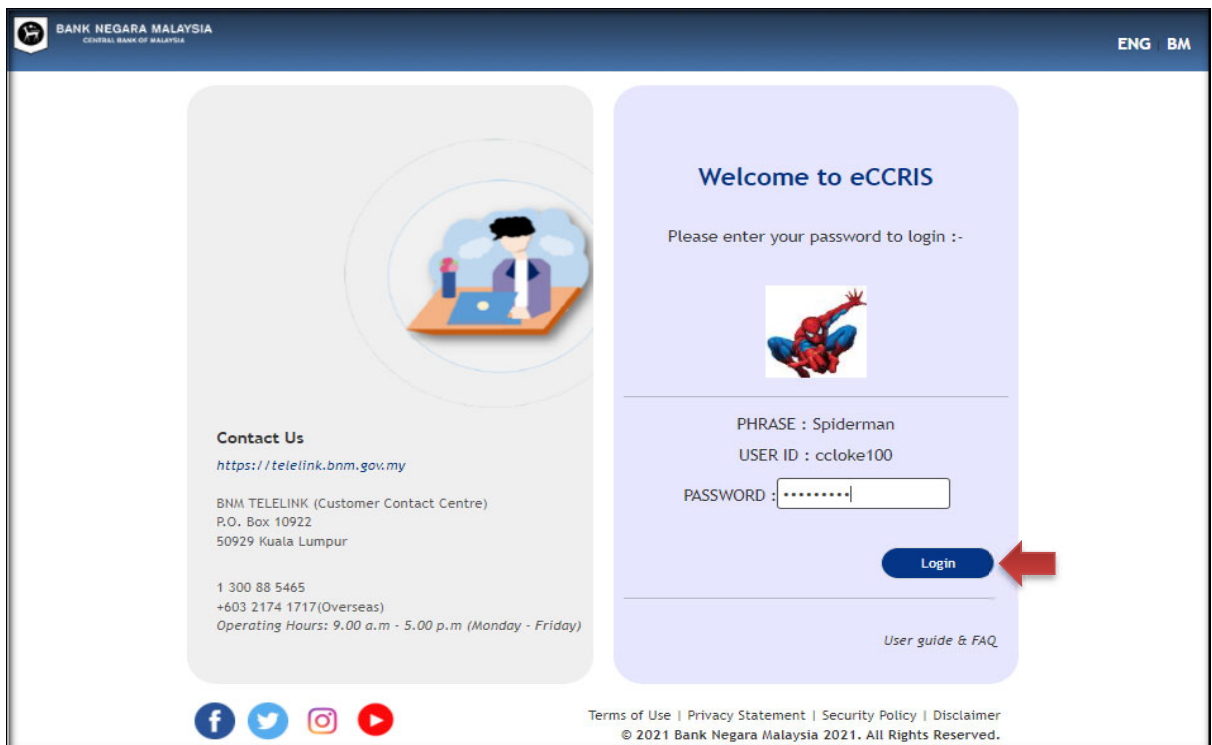 BANK NEGARA MALAYSIA
CENTRAL BANK OF MALAYSIA
ENG | BM
Contact Us
https://telelink.bnm.gov.my
BNM TELELINK (Customer Contact Centre)
P.O. Box 10922
50929 Kuala Lumpur
1 300 88 5465
+603 2174 1717(Overseas)
Operating Hours: 9.00 a.m - 5.00 p.m (Monday - Friday)
Welcome to eCCRIS
Please enter your password to login :-
PHRASE : Spiderman
USER ID : ccloke100
PASSWORD : •••••••••
Login
User guide & FAQ
Terms of Use | Privacy Statement | Security Policy | Disclaimer
© 2021 Bank Negara Malaysia 2021. All Rights Reserved.